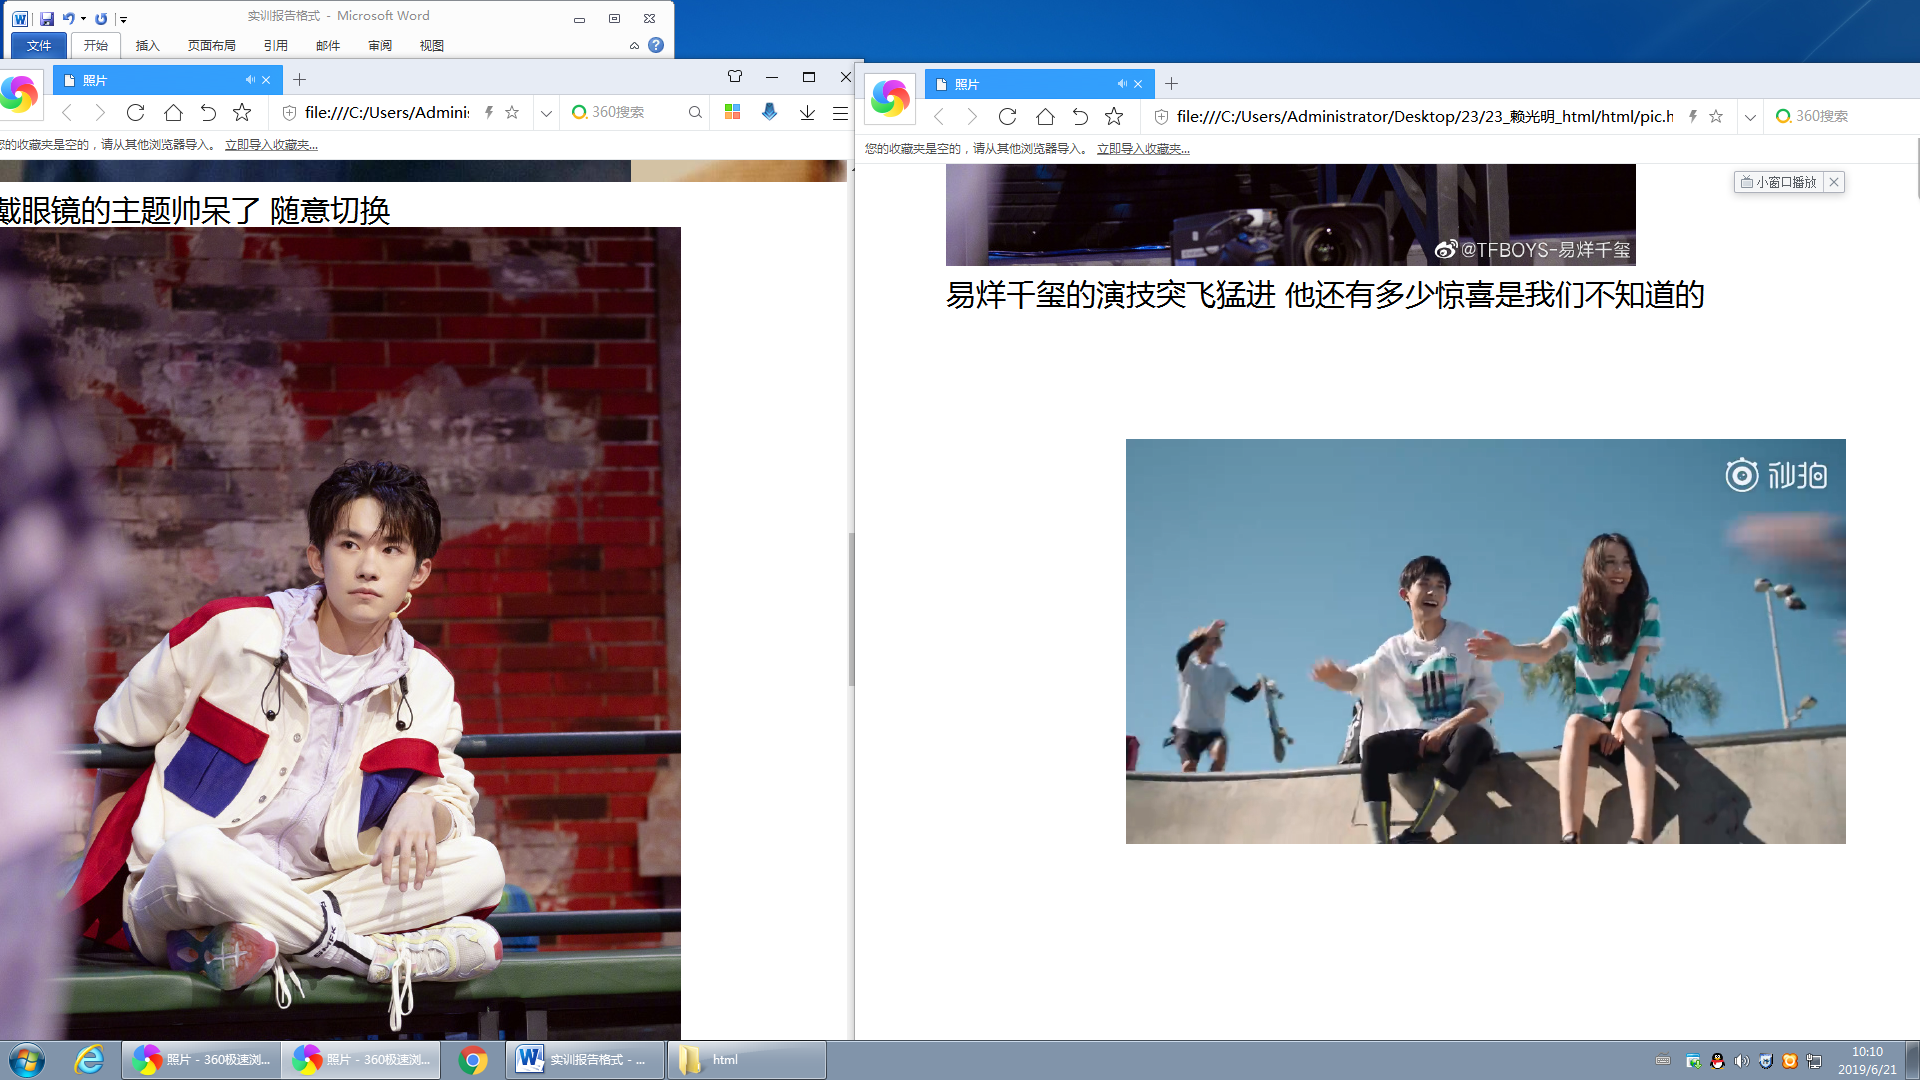 实训报告格式 - Microsoft Word
文件 开始 插入 页面布局 引用 邮件 审阅 视图
照片
file:///C:/Users/Adminis
360搜索
您的收藏夹是空的，请从其他浏览器导入。 立即导入收藏夹...
戴眼镜的主题帅呆了 随意切换
SMFK
照片
file:///C:/Users/Administrator/Desktop/23/23_赖光明_html/html/pic.h
360搜索
您的收藏夹是空的，请从其他浏览器导入。 立即导入收藏夹...
小窗口播放
@TFBOYS-易烊千玺
易烊千玺的演技突飞猛进 他还有多少惊喜是我们不知道的
秒拍
照片 - 360极速浏...
照片 - 360极速浏...
实训报告格式 - ...
html
10:10
2019/6/21